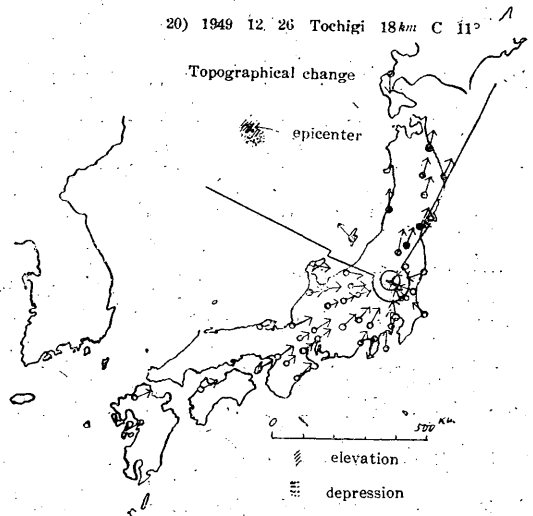 20) 1949 12. 26 Tochigi 18km C 11°
Topographical change
epicenter
0 500 Km.
elevation
depression